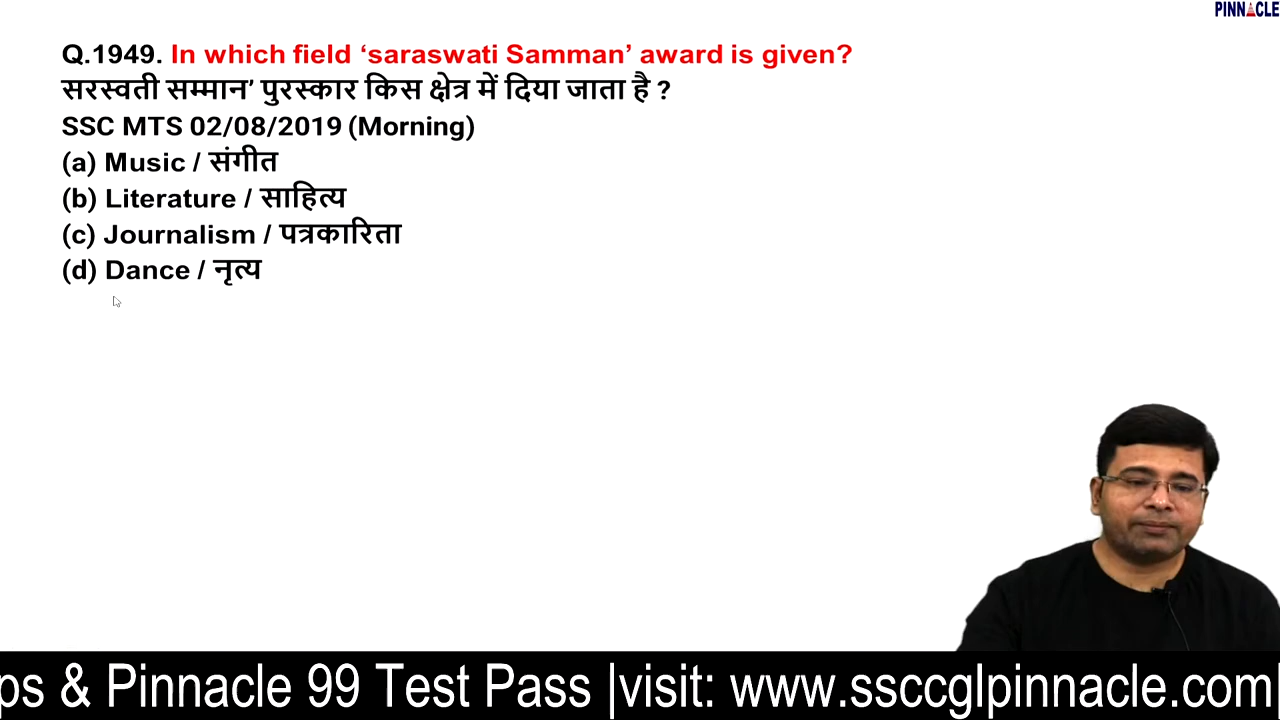 PINNACLE
Q.1949. In which field ‘saraswati Samman’ award is given?
सरस्वती सम्मान’ पुरस्कार किस क्षेत्र में दिया जाता है ?
SSC MTS 02/08/2019 (Morning)
(a) Music / संगीत
(b) Literature / साहित्य
(c) Journalism / पत्रकारिता
(d) Dance / नृत्य
ps & Pinnacle 99 Test Pass |visit: www.ssccglpinnacle.com|